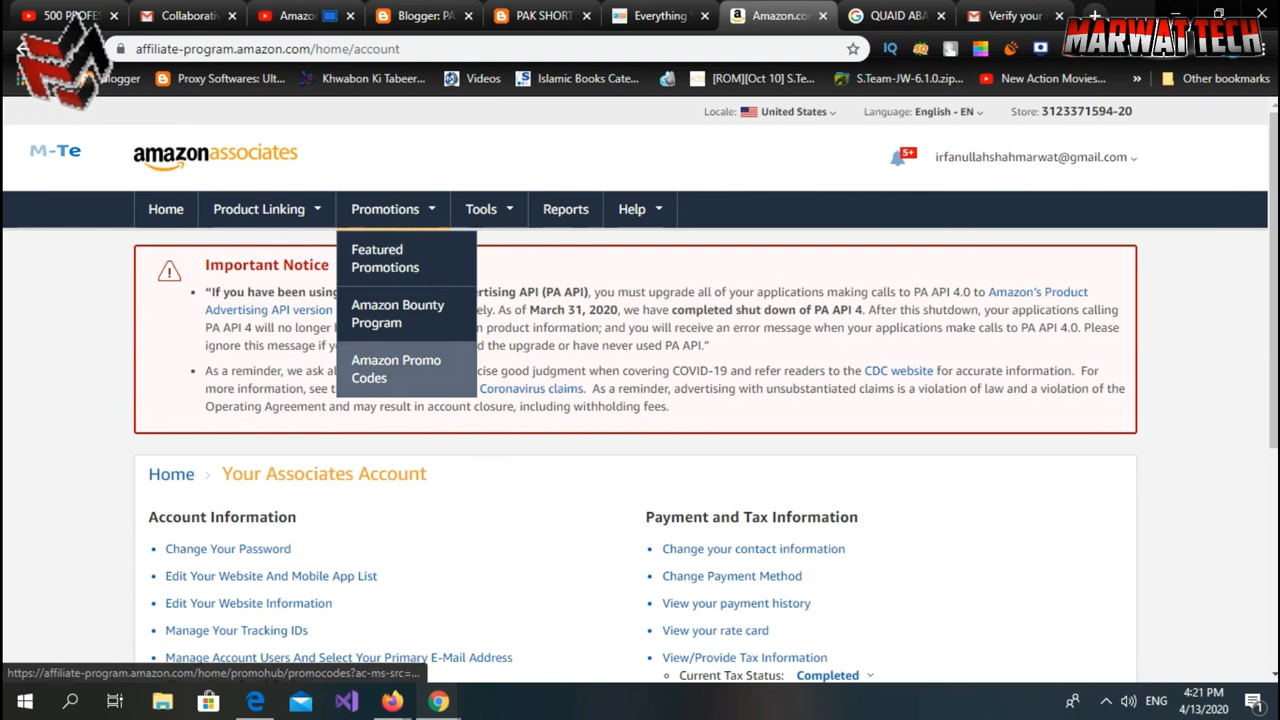 500 PROFES
Collaborati
Amazo
Blogger: PA
PAK SHORT
Everything
Amazon.co
QUAID ABA
Verify your
MARWAT TECH
affiliate-program.amazon.com/home/account
IQ
logger
Proxy Softwares: Ult...
Khwabon Ki Tabeer...
Videos
Islamic Books Cate...
[ROM][Oct 10] S.Te...
S.Team-JW-6.1.0.zip...
New Action Movies...
»
Other bookmarks
Locale: United States
Language: English - EN
Store: 3123371594-20
M-Te
amazonassociates
5+
irfanullahshahmarwat@gmail.com
Home
Product Linking
Promotions
Tools
Reports
Help
Featured
Promotions
Amazon Bounty
Program
Amazon Promo
Codes
Important Notice
• “If you have been using ertising API (PA API), you must upgrade all of your applications making calls to PA API 4.0 to Amazon's Product
Advertising API version ely. As of March 31, 2020, we have completed shut down of PA API 4. After this shutdown, your applications calling
PA API 4 will no longer n product information; and you will receive an error message when your applications make calls to PA API 4.0. Please
ignore this message if yo d the upgrade or have never used PA API.”
• As a reminder, we ask al cise good judgment when covering COVID-19 and refer readers to the CDC website for accurate information. For
more information, see t Coronavirus claims. As a reminder, advertising with unsubstantiated claims is a violation of law and a violation of the
Operating Agreement and may result in account closure, including withholding fees.
Home › Your Associates Account
Account Information
• Change Your Password
• Edit Your Website And Mobile App List
• Edit Your Website Information
• Manage Your Tracking IDs
• Manage Account Users And Select Your Primary E-Mail Address
Payment and Tax Information
• Change your contact information
• Change Payment Method
• View your payment history
• View your rate card
• View/Provide Tax Information
Current Tax Status: Completed
https://affiliate-program.amazon.com/home/promohub/promocodes?ac-ms-src=...
ENG
4:21 PM
4/13/2020
1